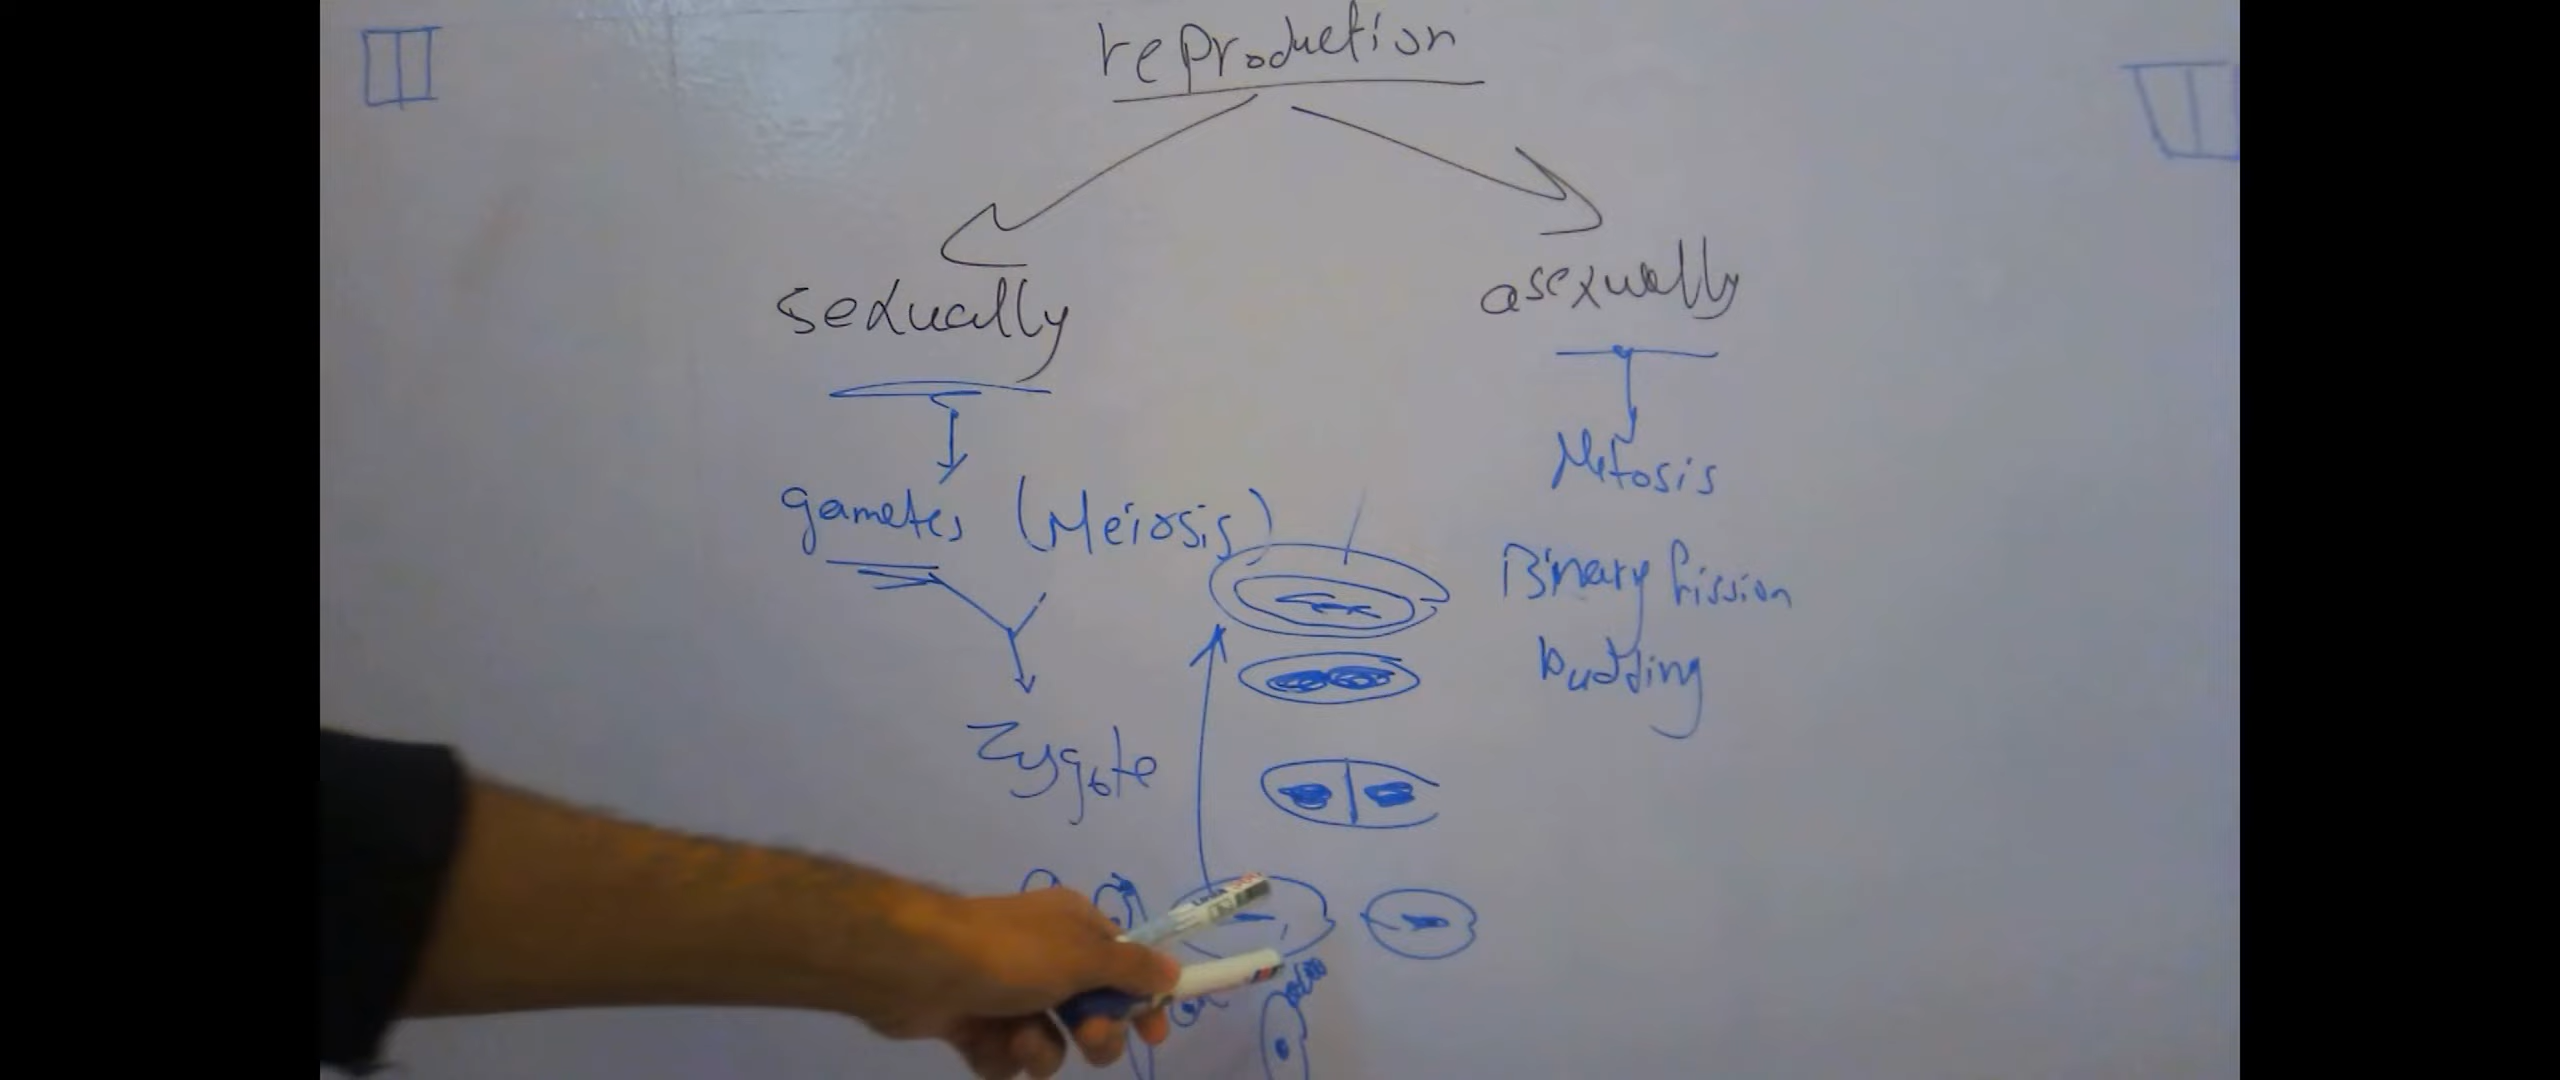 reproduction
sexually
asexually
gametes (Meiosis)
Mitosis
Binary fission
budding
Zygote